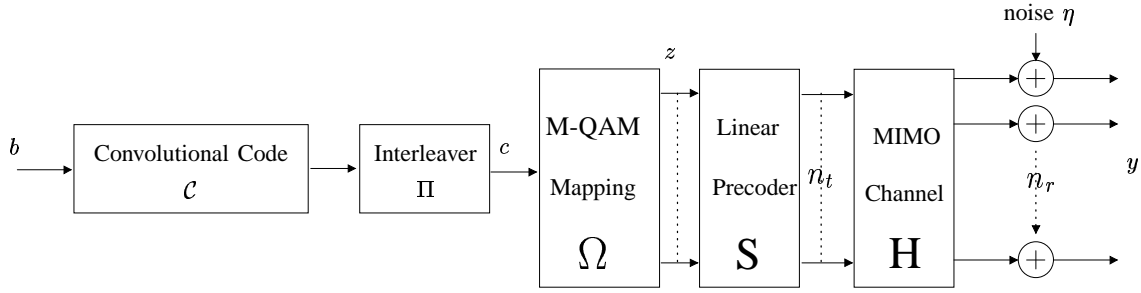 noise η
z
b
Convolutional Code
𝒞
Interleaver
Π
c
M-QAM
Mapping
Ω
Linear
Precoder
S
n_t
MIMO
Channel
H
+
+
n_r
+
y